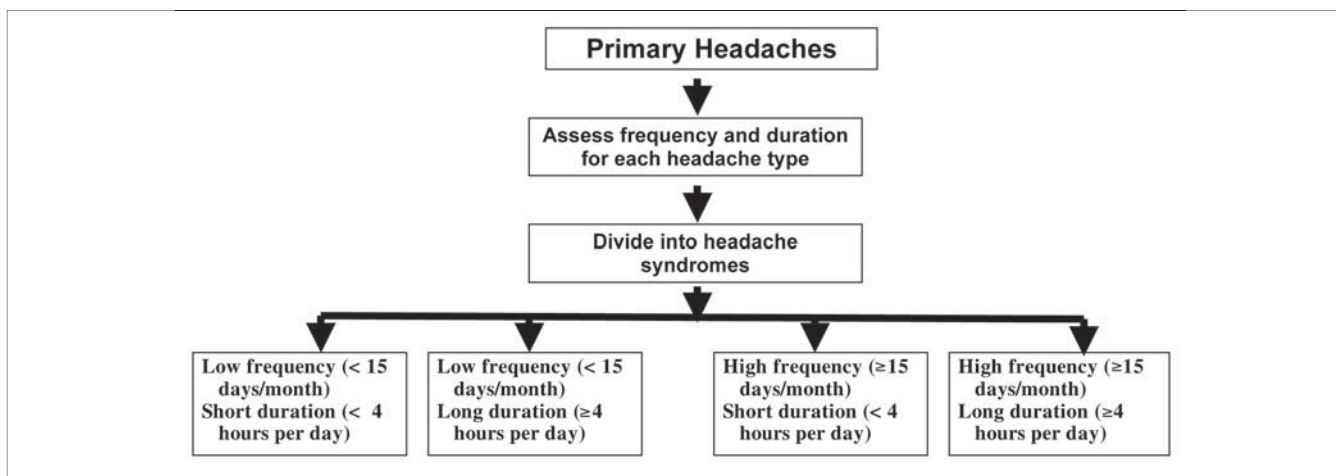 Primary Headaches
Assess frequency and duration
for each headache type
Divide into headache
syndromes
Low frequency (< 15
days/month)
Short duration (< 4
hours per day)
Low frequency (< 15
days/month)
Long duration (≥4
hours per day)
High frequency (≥15
days/month)
Short duration (< 4
hours per day)
High frequency (≥15
days/month)
Long duration (≥4
hours per day)